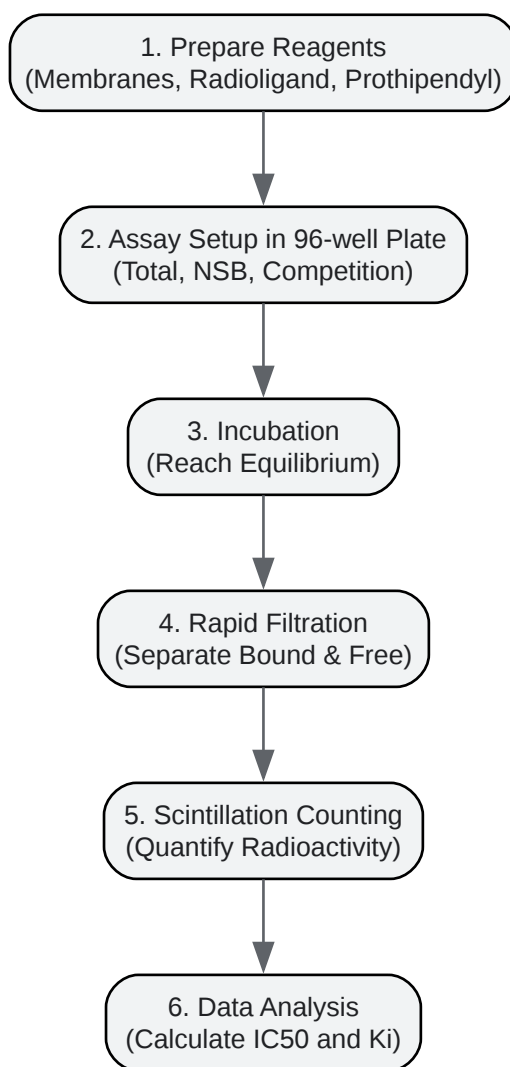 1. Prepare Reagents
(Membranes, Radioligand, Prothipendyl)
2. Assay Setup in 96-well Plate
(Total, NSB, Competition)
3. Incubation
(Reach Equilibrium)
4. Rapid Filtration
(Separate Bound & Free)
5. Scintillation Counting
(Quantify Radioactivity)
6. Data Analysis
(Calculate IC50 and Ki)